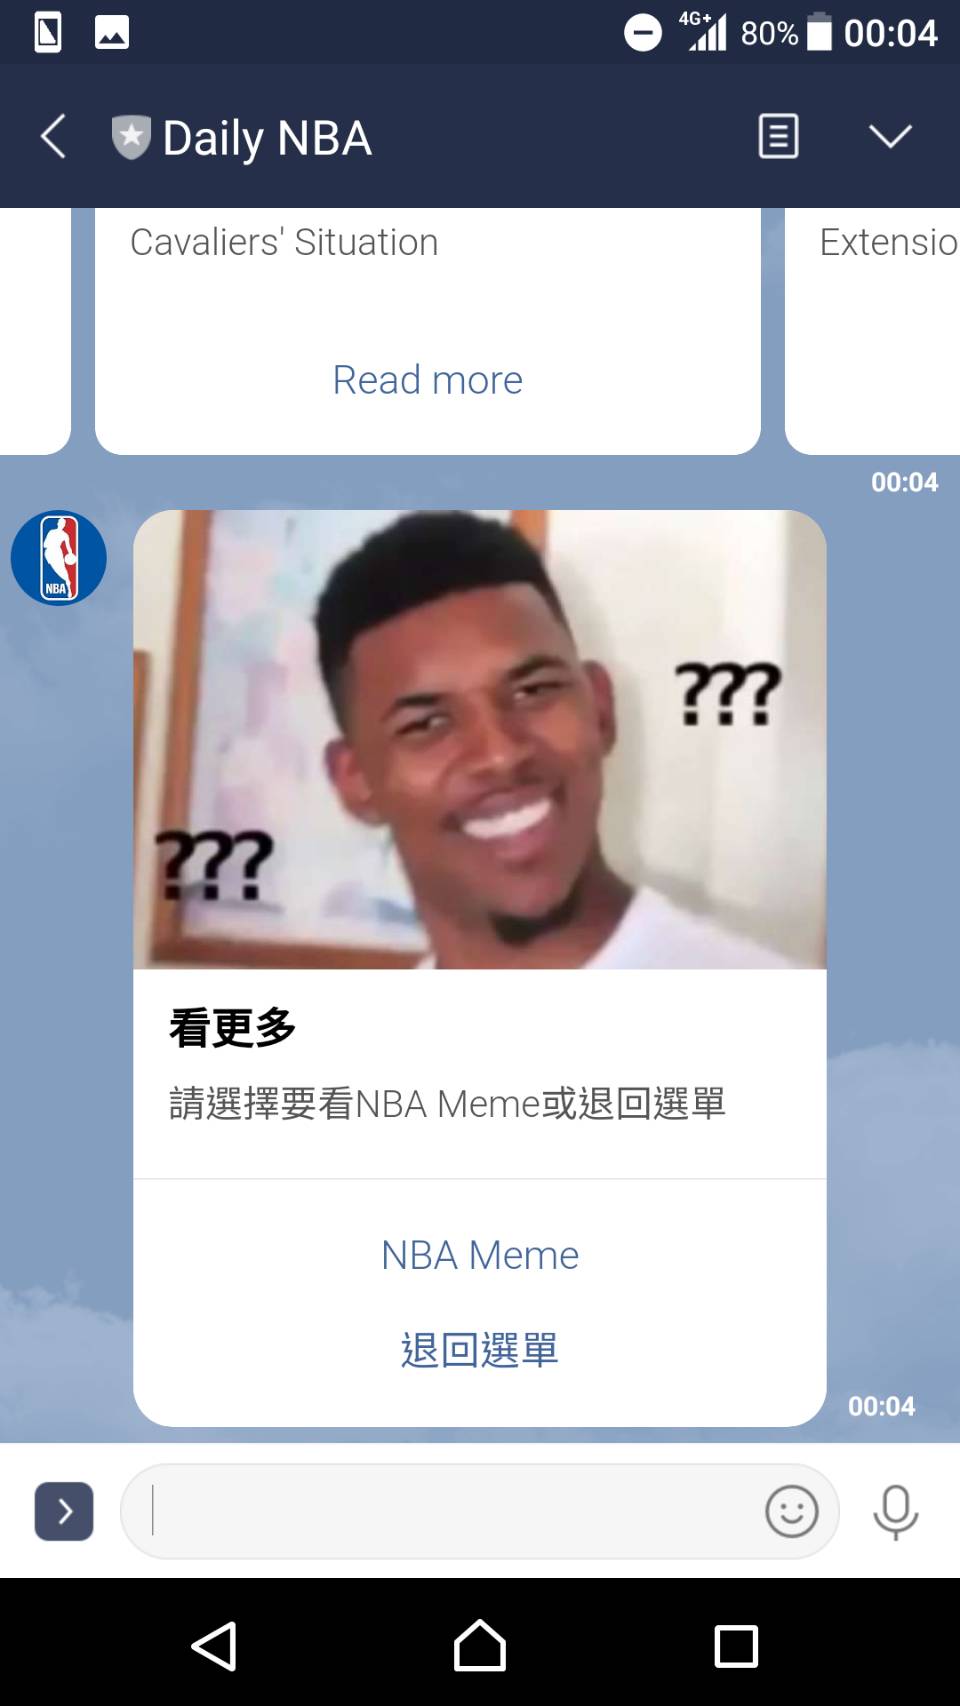 4G+ 80% 00:04
Daily NBA
Cavaliers' Situation
Extensio
Read more
00:04
NBA
???
???
看更多
請選擇要看NBA Meme或退回選單
NBA Meme
退回選單
00:04